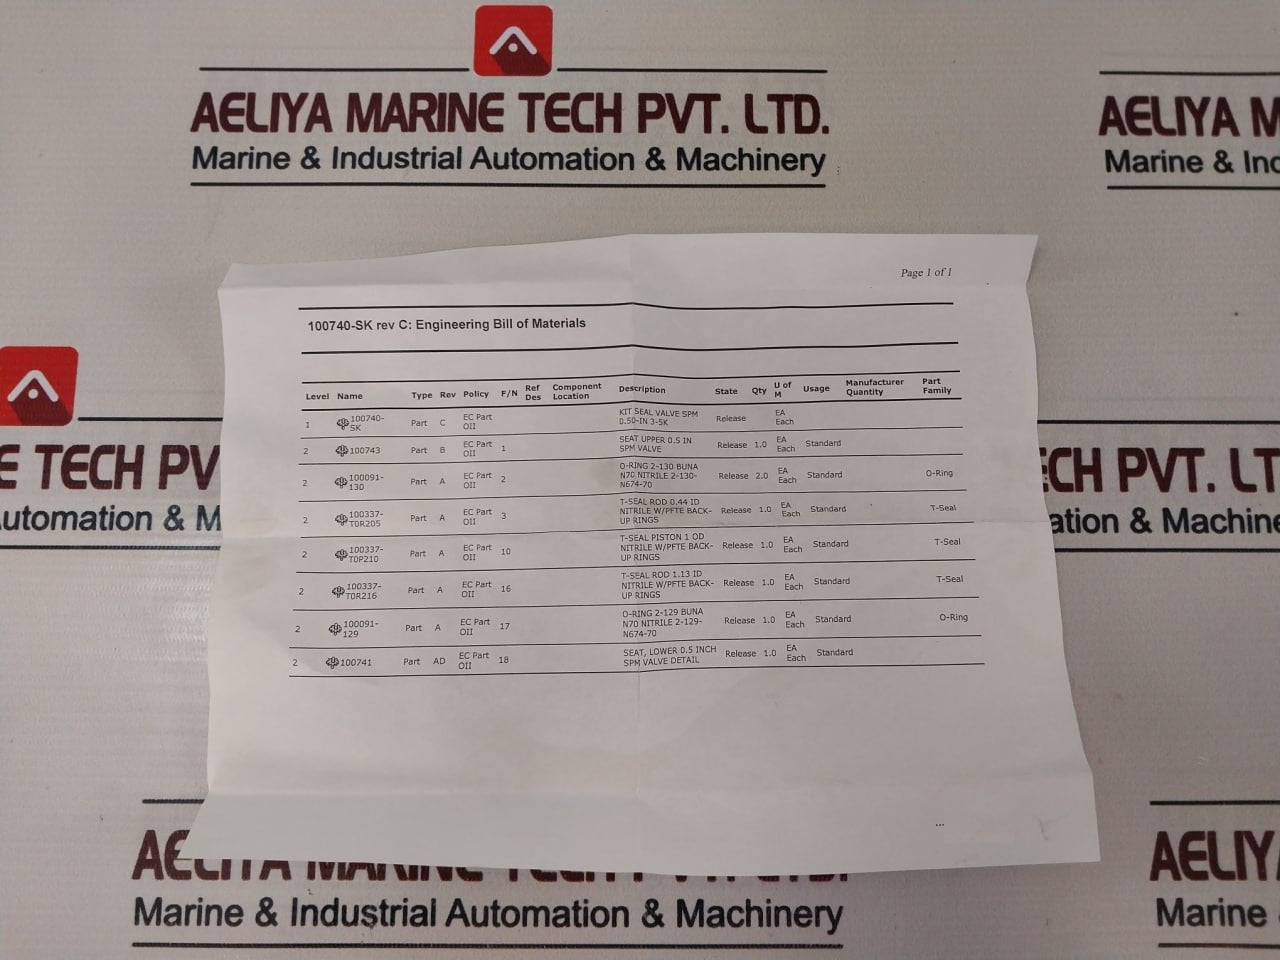 AELIYA MARINE TECH PVT. LTD.
Marine & Industrial Automation & Machinery
AELIYA M
Marine & Inc
Page 1 of 1
100740-SK rev C: Engineering Bill of Materials
Level Name Type Rev Policy F/N Ref Des Component Location Description State Qty U of M Usage Manufacturer Quantity Part Family
1 100740-SK Part C EC Part OII KIT SEAL VALVE SPM 0.50-IN 3-5K Release EA Each
2 100743 Part B EC Part OII 1 SEAT UPPER 0.5 IN SPM VALVE Release 1.0 EA Each Standard
2 100091-130 Part A EC Part OII 2 O-RING 2-130 BUNA N70 NITRILE 2-130-N674-70 Release 2.0 EA Each Standard O-Ring
2 100337-TOR205 Part A EC Part OII 3 T-SEAL ROD 0.44 ID NITRILE W/PFTE BACK-UP RINGS Release 1.0 EA Each Standard T-Seal
2 100337-TOP210 Part A EC Part OII 10 T-SEAL PISTON 1 OD NITRILE W/PFTE BACK-UP RINGS Release 1.0 EA Each Standard T-Seal
2 100337-TOR216 Part A EC Part OII 16 T-SEAL ROD 1.13 ID NITRILE W/PFTE BACK-UP RINGS Release 1.0 EA Each Standard T-Seal
2 100091-129 Part A EC Part OII 17 O-RING 2-129 BUNA N70 NITRILE 2-129-N674-70 Release 1.0 EA Each Standard O-Ring
2 100741 Part AD EC Part OII 18 SEAT, LOWER 0.5 INCH SPM VALVE DETAIL Release 1.0 EA Each Standard
...
E TECH PV
utomation & M
CH PVT. LT
ation & Machine
AELIYA MARINE TECH PVT. LTD.
Marine & Industrial Automation & Machinery
AELIY
Marine